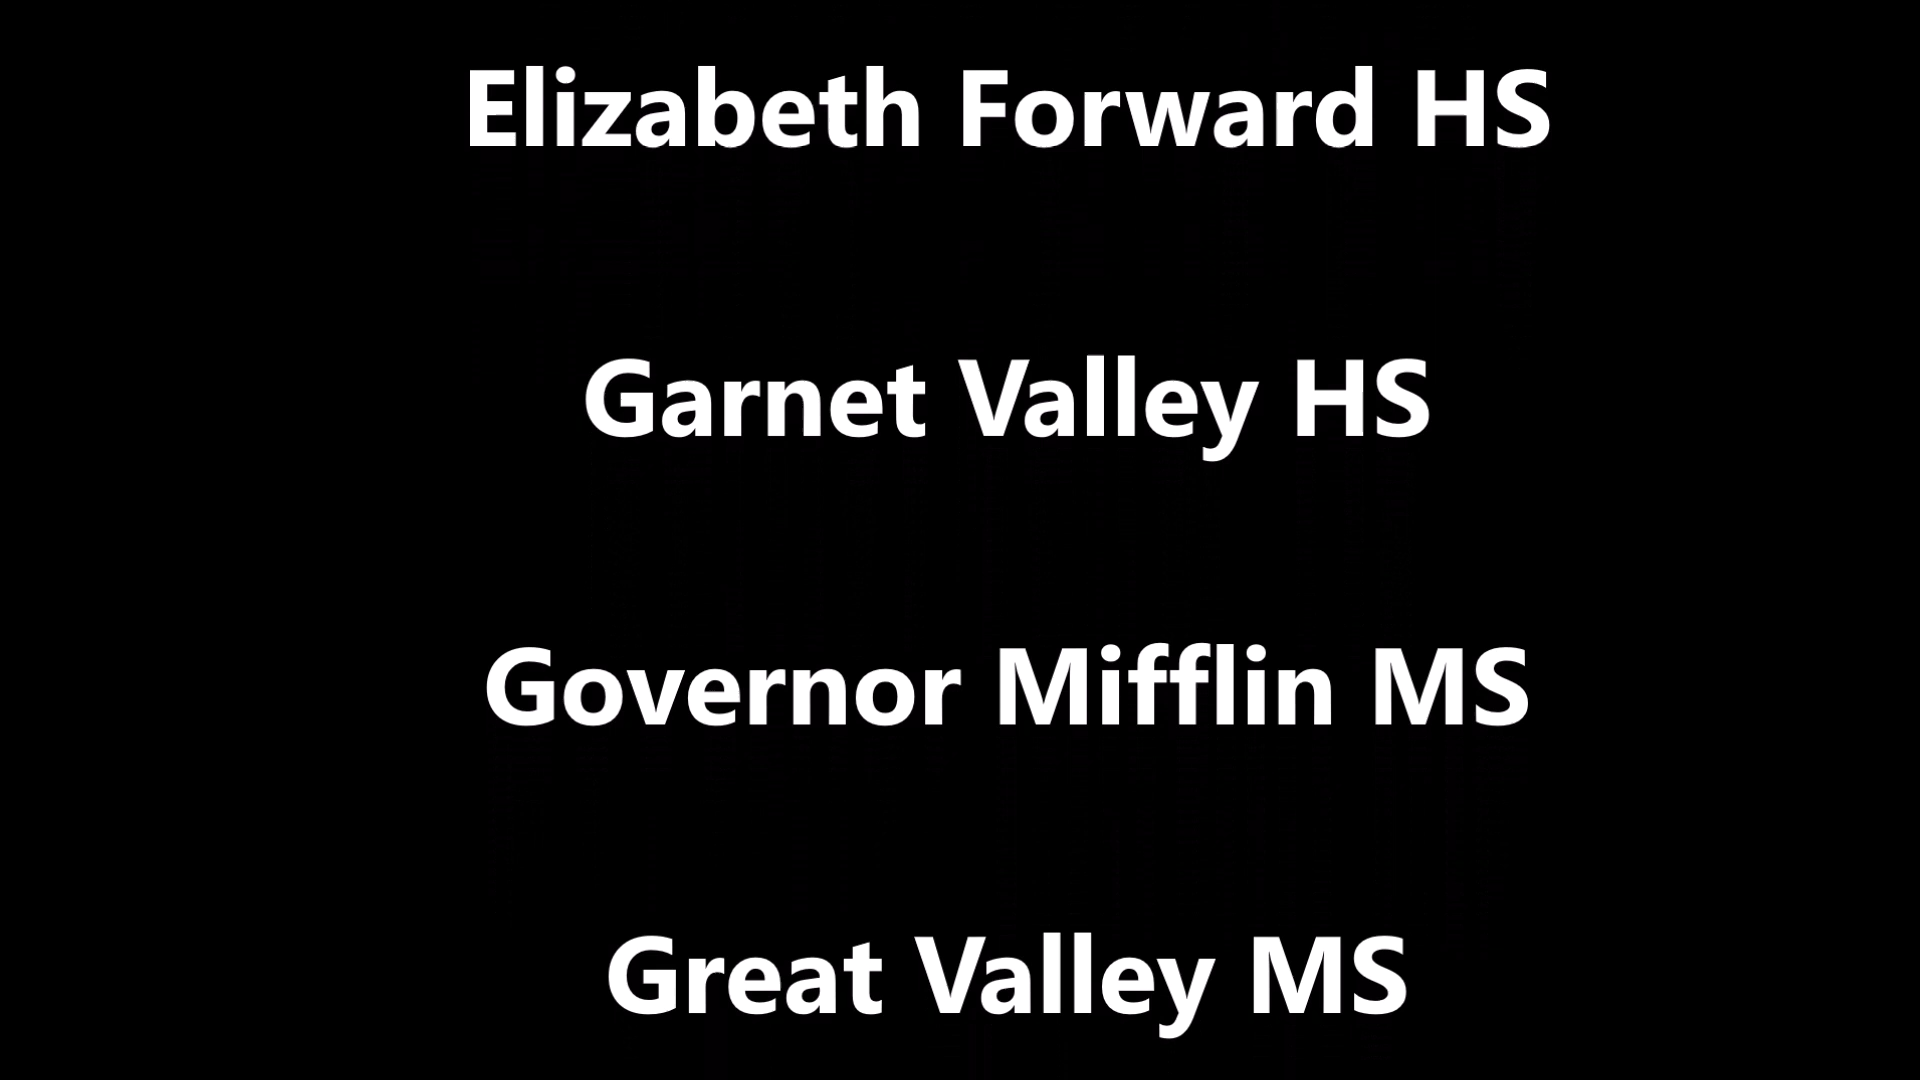 Elizabeth Forward HS
Garnet Valley HS
Governor Mifflin MS
Great Valley MS